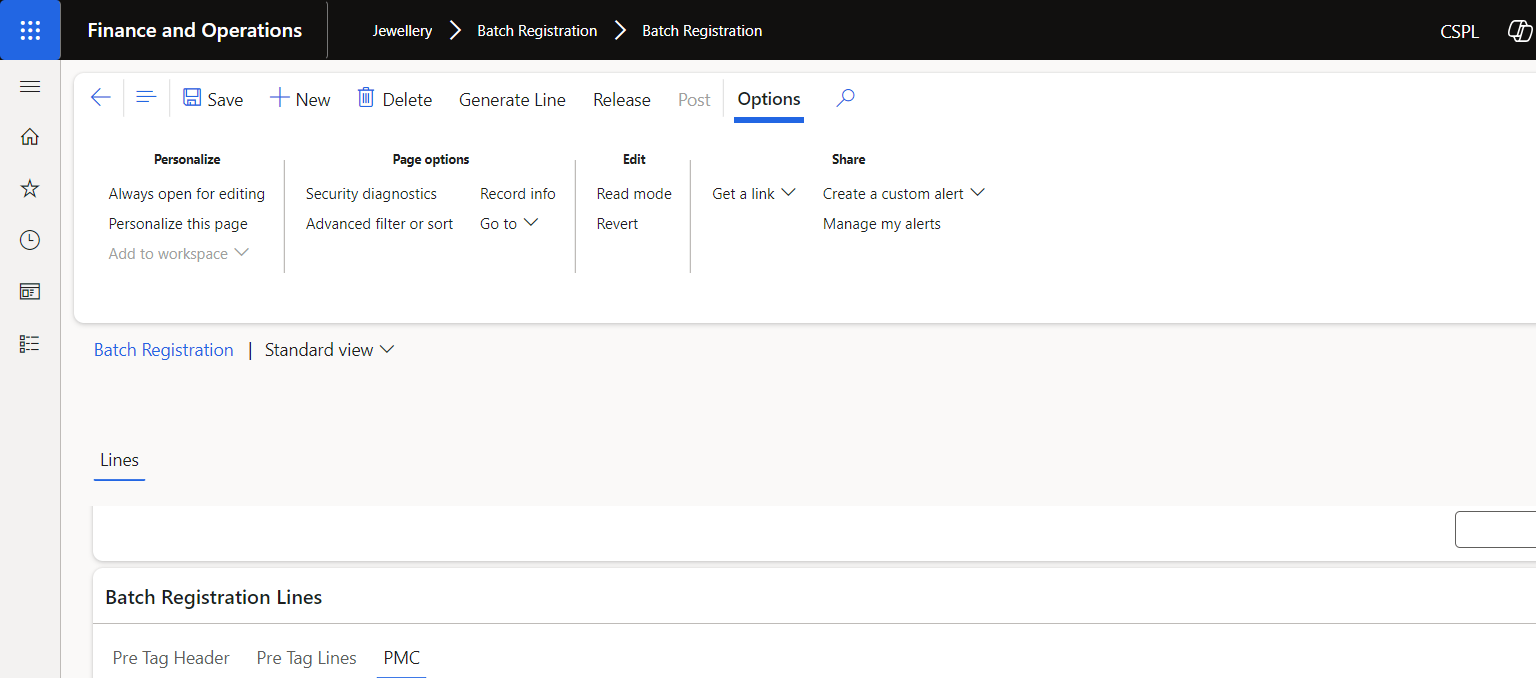 Finance and Operations Jewellery Batch Registration Batch Registration CSPL
Save New Delete Generate Line Release Post Options
Personalize Page options Edit Share
Always open for editing Security diagnostics Record info Read mode Get a link Create a custom alert
Personalize this page Advanced filter or sort Go to Revert Manage my alerts
Add to workspace
Batch Registration | Standard view
Lines
Batch Registration Lines
Pre Tag Header Pre Tag Lines PMC